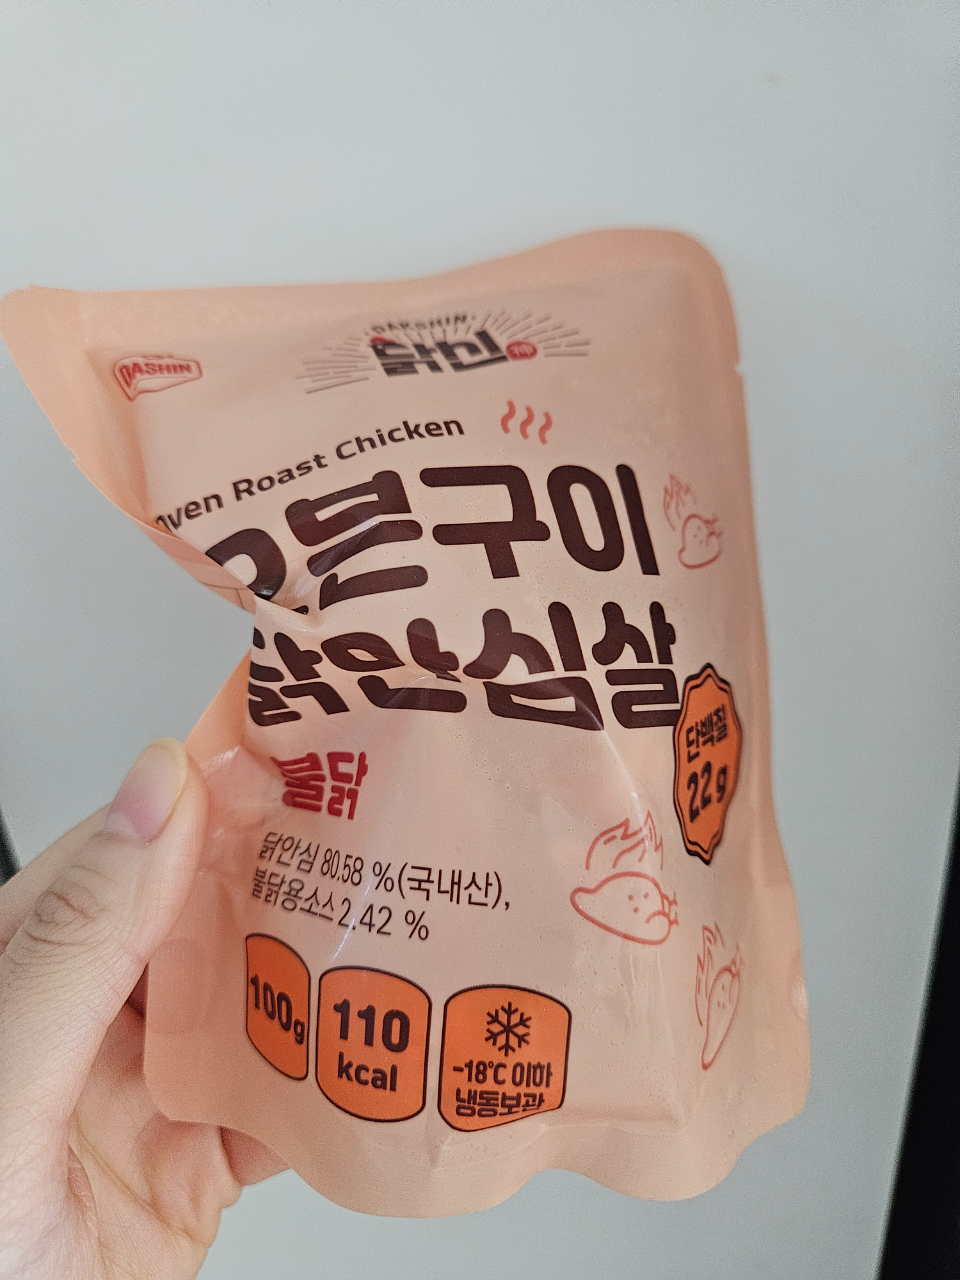 DASHIN
DAKSHIN
닭신
Oven Roast Chicken
오븐구이
닭안심살
불닭
단백질
22 g
닭안심 80.58 % (국내산),
불닭용소스 2.42 %
100g
110
kcal
-18℃ 이하
냉동보관